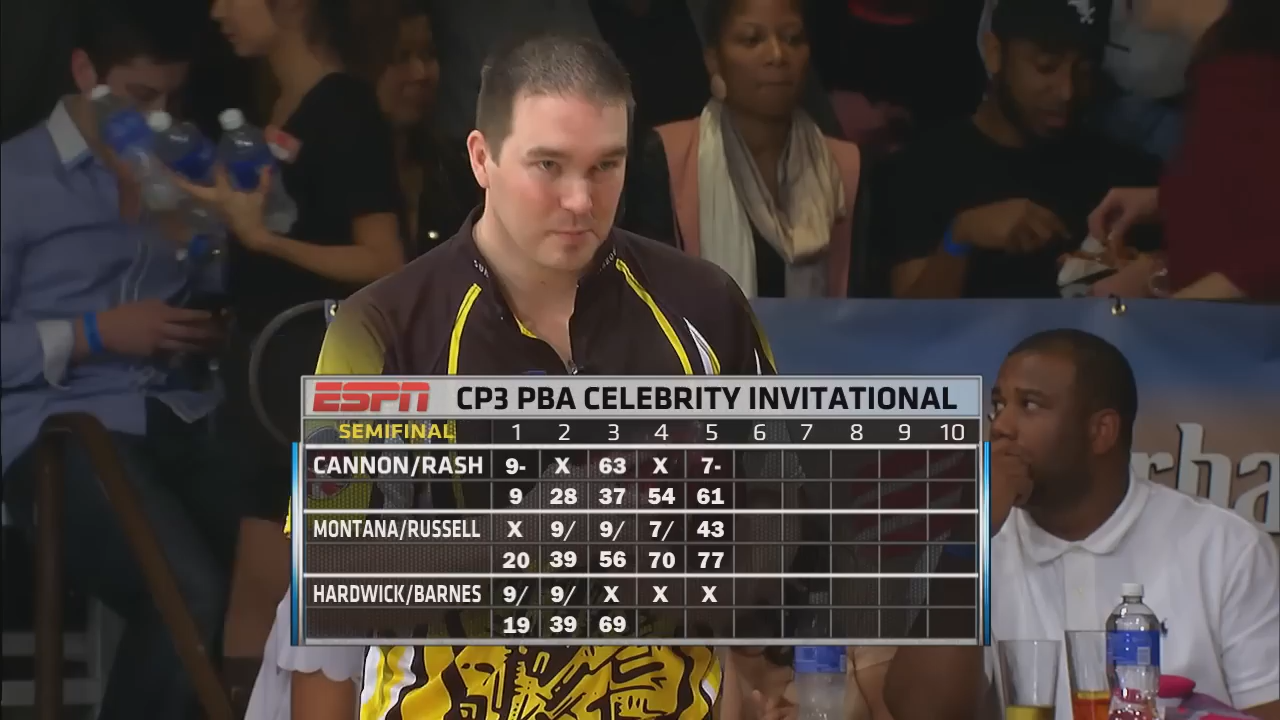 ESPN CP3 PBA CELEBRITY INVITATIONAL
SEMIFINAL 1 2 3 4 5 6 7 8 9 10
CANNON/RASH 9- X 63 X 7-
9 28 37 54 61
MONTANA/RUSSELL X 9/ 9/ 7/ 43
20 39 56 70 77
HARDWICK/BARNES 9/ 9/ X X X
19 39 69
rba